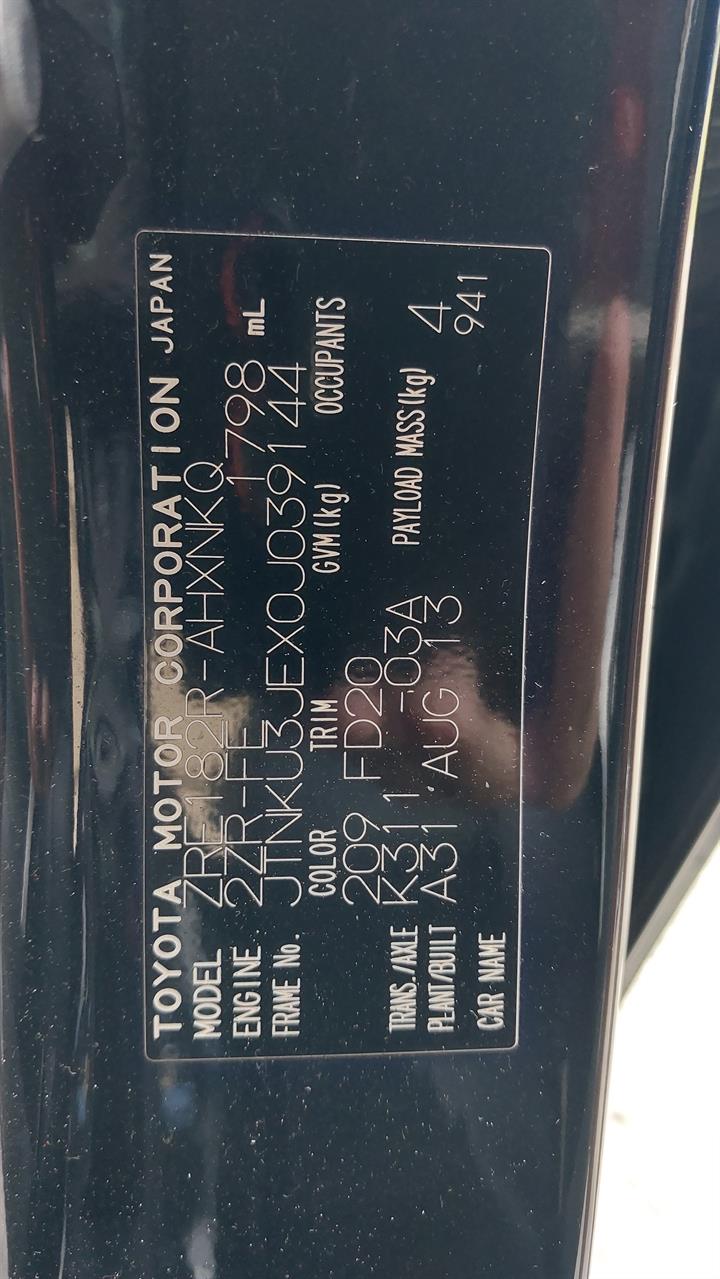 TOYOTA MOTOR CORPORATION JAPAN
MODEL ZRE182R-AHXNKQ
ENGINE 2ZR-FE 1798 mL
FRAME No. JTNKU3JEX0J039144
COLOR TRIM GVM(kg) OCCUPANTS
209 FD20
TRANS./AXLE K311 -03A PAYLOAD MASS(kg)
PLANT/BUILT A31 AUG 13 4
941
CAR NAME